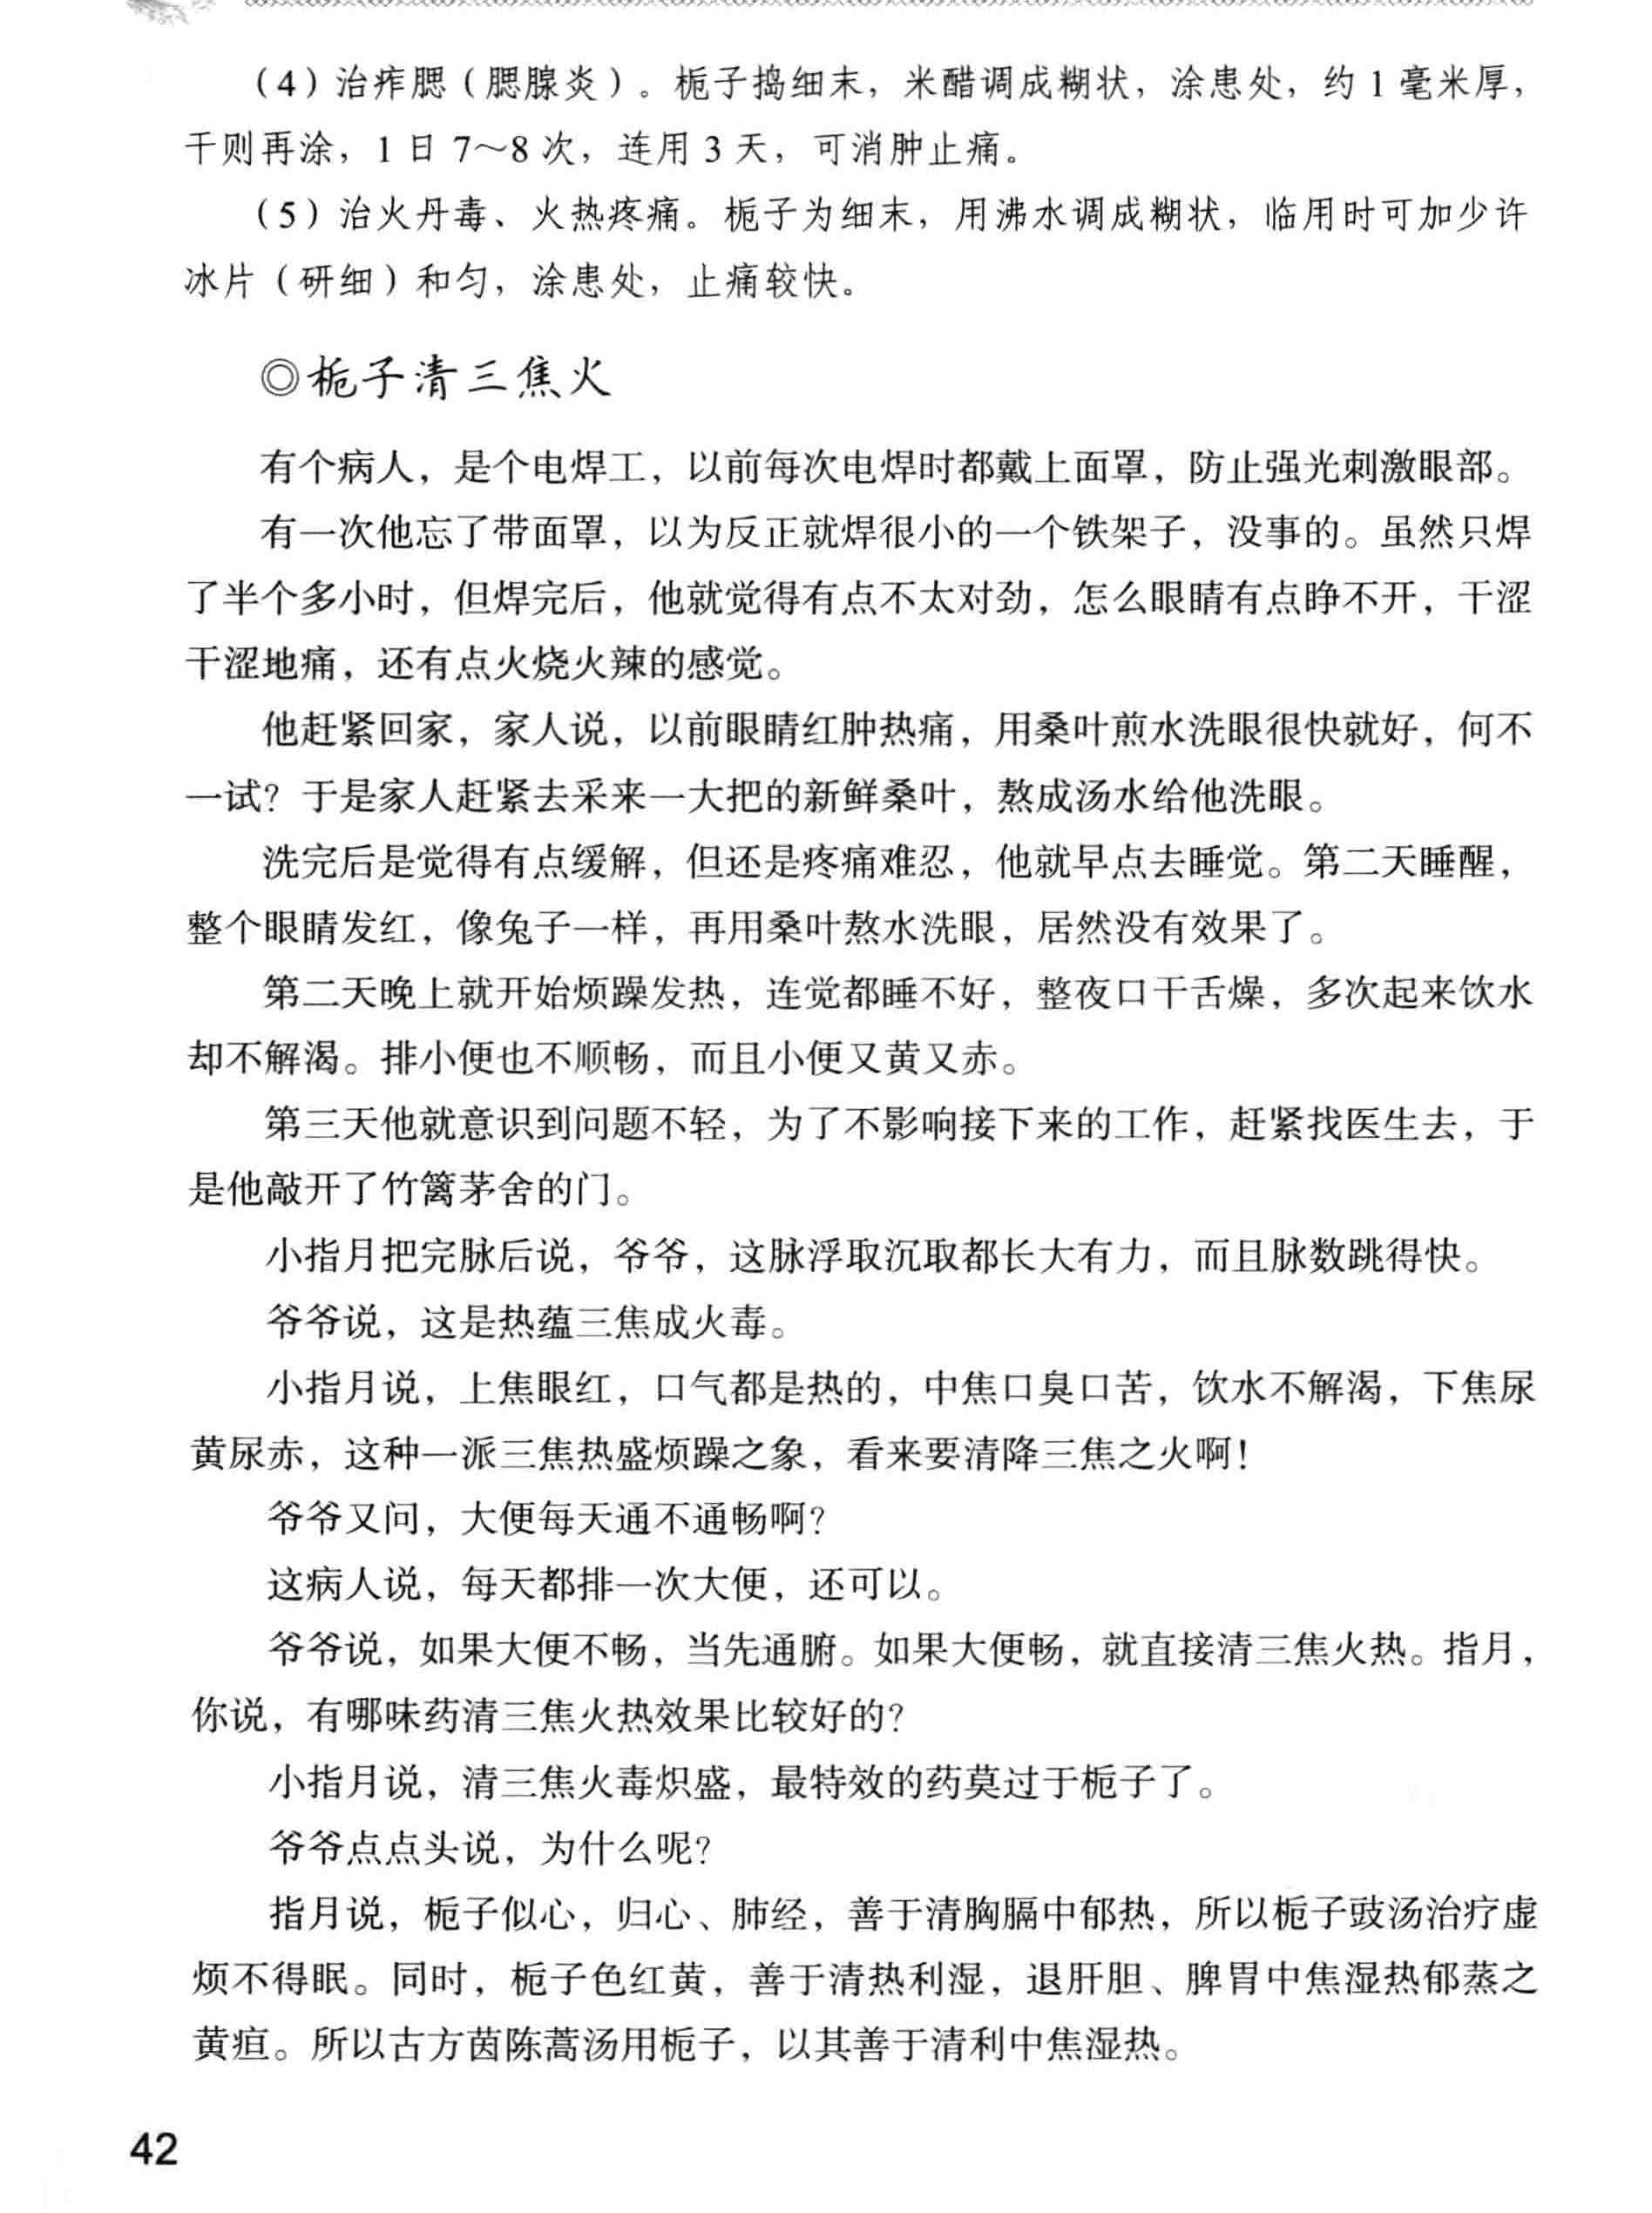 （4）治痄腮（腮腺炎）。栀子捣细末，米醋调成糊状，涂患处，约 1 毫米厚，
干则再涂，1 日 7～8 次，连用 3 天，可消肿止痛。
（5）治火丹毒、火热疼痛。栀子为细末，用沸水调成糊状，临用时可加少许
冰片（研细）和匀，涂患处，止痛较快。
◎栀子清三焦火
有个病人，是个电焊工，以前每次电焊时都戴上面罩，防止强光刺激眼部。
有一次他忘了带面罩，以为反正就焊很小的一个铁架子，没事的。虽然只焊
了半个多小时，但焊完后，他就觉得有点不太对劲，怎么眼睛有点睁不开，干涩
干涩地痛，还有点火烧火辣的感觉。
他赶紧回家，家人说，以前眼睛红肿热痛，用桑叶煎水洗眼很快就好，何不
一试？于是家人赶紧去采来一大把的新鲜桑叶，熬成汤水给他洗眼。
洗完后是觉得有点缓解，但还是疼痛难忍，他就早点去睡觉。第二天睡醒，
整个眼睛发红，像兔子一样，再用桑叶熬水洗眼，居然没有效果了。
第二天晚上就开始烦躁发热，连觉都睡不好，整夜口干舌燥，多次起来饮水
却不解渴。排小便也不顺畅，而且小便又黄又赤。
第三天他就意识到问题不轻，为了不影响接下来的工作，赶紧找医生去，于
是他敲开了竹篱茅舍的门。
小指月把完脉后说，爷爷，这脉浮取沉取都长大有力，而且脉数跳得快。
爷爷说，这是热蕴三焦成火毒。
小指月说，上焦眼红，口气都是热的，中焦口臭口苦，饮水不解渴，下焦尿
黄尿赤，这种一派三焦热盛烦躁之象，看来要清降三焦之火啊！
爷爷又问，大便每天通不通畅啊？
这病人说，每天都排一次大便，还可以。
爷爷说，如果大便不畅，当先通腑。如果大便畅，就直接清三焦火热。指月，
你说，有哪味药清三焦火热效果比较好的？
小指月说，清三焦火毒炽盛，最特效的药莫过于栀子了。
爷爷点点头说，为什么呢？
指月说，栀子似心，归心、肺经，善于清胸膈中郁热，所以栀子豉汤治疗虚
烦不得眠。同时，栀子色红黄，善于清热利湿，退肝胆、脾胃中焦湿热郁蒸之
黄疸。所以古方茵陈蒿汤用栀子，以其善于清利中焦湿热。
42